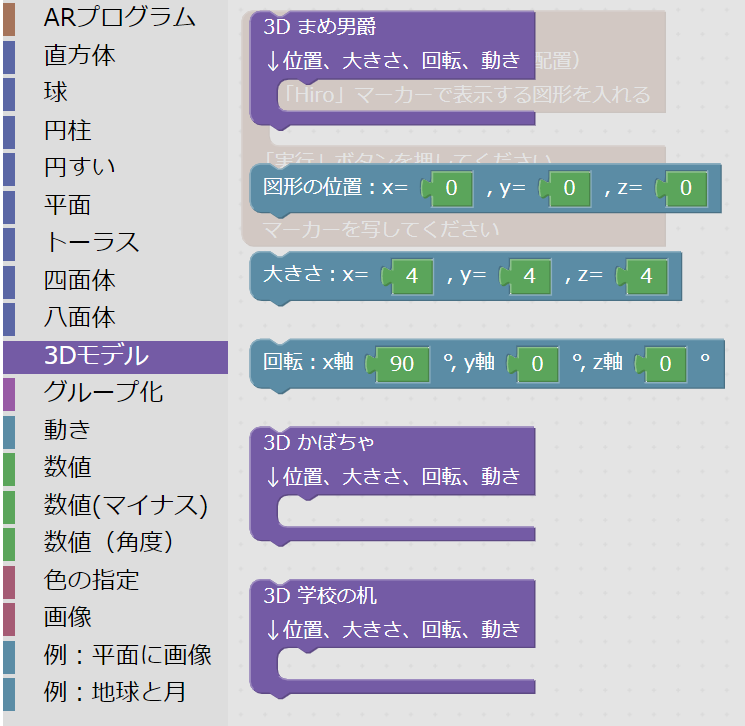 ARプログラム
直方体
球
円柱
円すい
平面
トーラス
四面体
八面体
3Dモデル
グループ化
動き
数値
数値(マイナス)
数値（角度）
色の指定
画像
例：平面に画像
例：地球と月
3D まめ男爵
↓位置、大きさ、回転、動き
配置）
「Hiro」マーカーで表示する図形を入れる
「実行」ボタンを押してください
図形の位置：x= 0 , y= 0 , z= 0
マーカーを写してください
大きさ：x= 4 , y= 4 , z= 4
回転：x軸 90 °, y軸 0 °, z軸 0 °
3D かぼちゃ
↓位置、大きさ、回転、動き
3D 学校の机
↓位置、大きさ、回転、動き